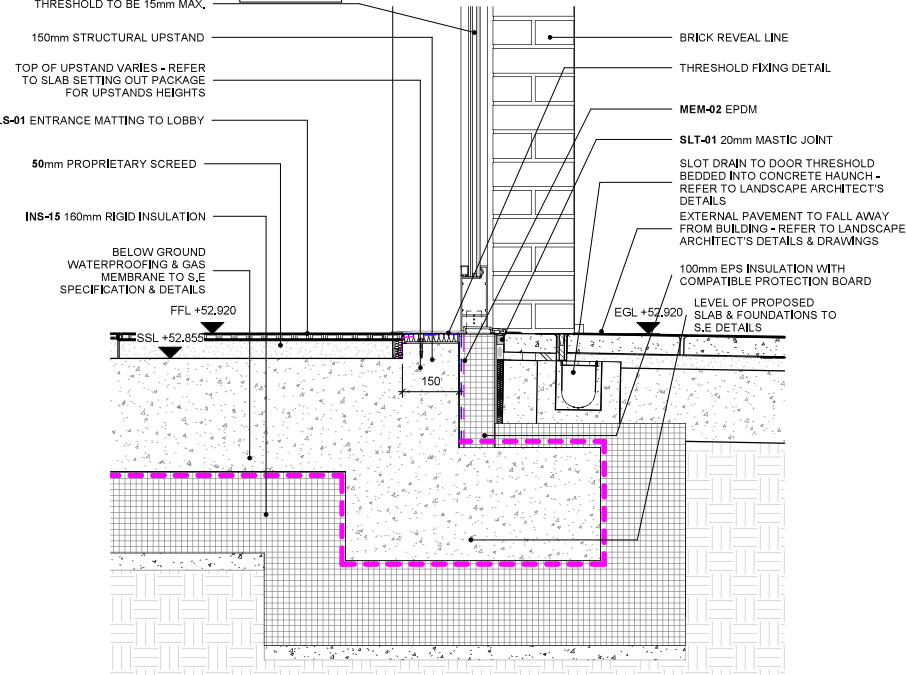 THRESHOLD TO BE 15mm MAX.
150mm STRUCTURAL UPSTAND
TOP OF UPSTAND VARIES - REFER
TO SLAB SETTING OUT PACKAGE
FOR UPSTANDS HEIGHTS
LS-01 ENTRANCE MATTING TO LOBBY
50mm PROPRIETARY SCREED
INS-15 160mm RIGID INSULATION
BELOW GROUND
WATERPROOFING & GAS
MEMBRANE TO S.E
SPECIFICATION & DETAILS
FFL +52.920
SSL +52.855
150
BRICK REVEAL LINE
THRESHOLD FIXING DETAIL
MEM-02 EPDM
SLT-01 20mm MASTIC JOINT
SLOT DRAIN TO DOOR THRESHOLD
BEDDED INTO CONCRETE HAUNCH -
REFER TO LANDSCAPE ARCHITECT'S
DETAILS
EXTERNAL PAVEMENT TO FALL AWAY
FROM BUILDING - REFER TO LANDSCAPE
ARCHITECT'S DETAILS & DRAWINGS
100mm EPS INSULATION WITH
COMPATIBLE PROTECTION BOARD
LEVEL OF PROPOSED
SLAB & FOUNDATIONS TO
S.E DETAILS
EGL +52.920